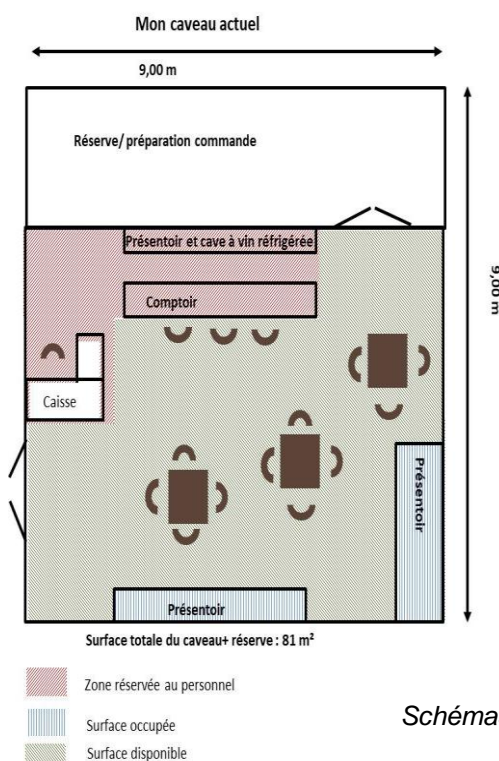 Mon caveau actuel
9,00 m
Réserve/préparation commande
9,00 m
Présentoir et cave à vin réfrigérée
Comptoir
Caisse
Présentoir
Présentoir
Surface totale du caveau+ réserve : 81 m²
Zone réservée au personnel
Surface occupée
Surface disponible
Schéma